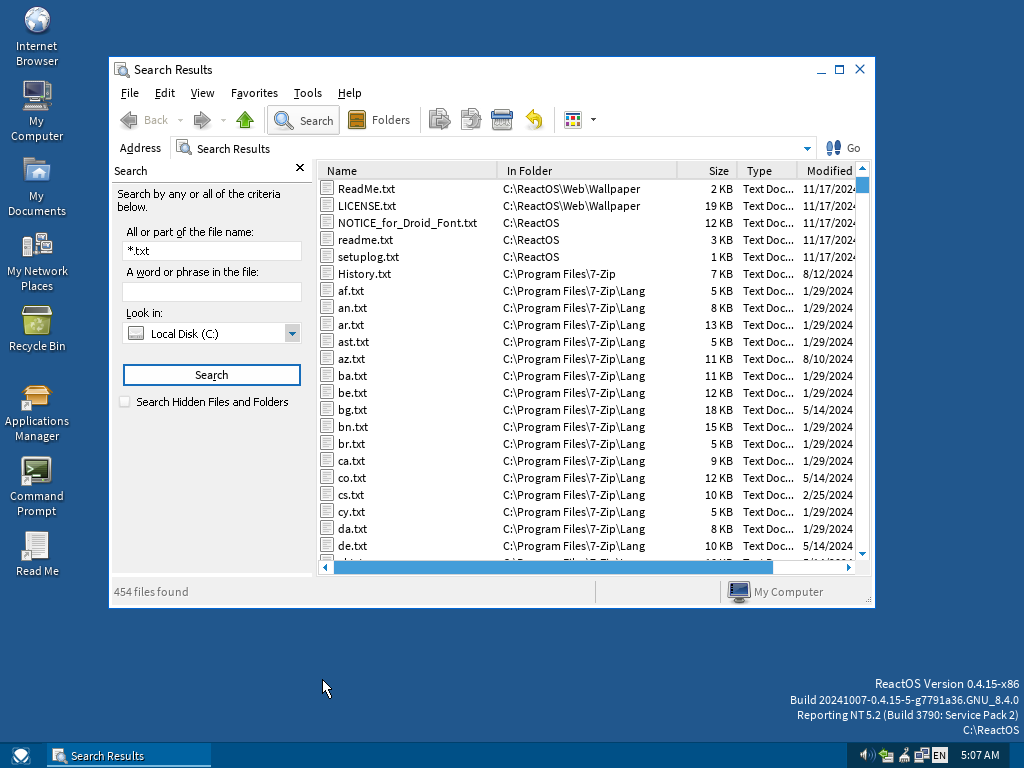 Internet
Browser
My
Computer
My
Documents
My Network
Places
Recycle Bin
Applications
Manager
Command
Prompt
Read Me
Search Results
File Edit View Favorites Tools Help
Back Search Folders
Address Search Results Go
Search
Search by any or all of the criteria
below.
All or part of the file name:
*.txt
A word or phrase in the file:
Look in:
Local Disk (C:)
Search
Search Hidden Files and Folders
Name In Folder Size Type Modified
ReadMe.txt C:\ReactOS\Web\Wallpaper 2 KB Text Doc... 11/17/2024
LICENSE.txt C:\ReactOS\Web\Wallpaper 19 KB Text Doc... 11/17/2024
NOTICE_for_Droid_Font.txt C:\ReactOS 12 KB Text Doc... 11/17/2024
readme.txt C:\ReactOS 3 KB Text Doc... 11/17/2024
setuplog.txt C:\ReactOS 1 KB Text Doc... 11/17/2024
History.txt C:\Program Files\7-Zip 7 KB Text Doc... 8/12/2024
af.txt C:\Program Files\7-Zip\Lang 5 KB Text Doc... 1/29/2024
an.txt C:\Program Files\7-Zip\Lang 8 KB Text Doc... 1/29/2024
ar.txt C:\Program Files\7-Zip\Lang 13 KB Text Doc... 1/29/2024
ast.txt C:\Program Files\7-Zip\Lang 5 KB Text Doc... 1/29/2024
az.txt C:\Program Files\7-Zip\Lang 11 KB Text Doc... 8/10/2024
ba.txt C:\Program Files\7-Zip\Lang 11 KB Text Doc... 1/29/2024
be.txt C:\Program Files\7-Zip\Lang 12 KB Text Doc... 1/29/2024
bg.txt C:\Program Files\7-Zip\Lang 18 KB Text Doc... 5/14/2024
bn.txt C:\Program Files\7-Zip\Lang 15 KB Text Doc... 1/29/2024
br.txt C:\Program Files\7-Zip\Lang 5 KB Text Doc... 1/29/2024
ca.txt C:\Program Files\7-Zip\Lang 9 KB Text Doc... 1/29/2024
co.txt C:\Program Files\7-Zip\Lang 12 KB Text Doc... 5/14/2024
cs.txt C:\Program Files\7-Zip\Lang 10 KB Text Doc... 2/25/2024
cy.txt C:\Program Files\7-Zip\Lang 5 KB Text Doc... 1/29/2024
da.txt C:\Program Files\7-Zip\Lang 8 KB Text Doc... 1/29/2024
de.txt C:\Program Files\7-Zip\Lang 10 KB Text Doc... 5/14/2024
454 files found My Computer
ReactOS Version 0.4.15-x86
Build 20241007-0.4.15-5-g7791a36.GNU_8.4.0
Reporting NT 5.2 (Build 3790: Service Pack 2)
C:\ReactOS
Search Results EN 5:07 AM